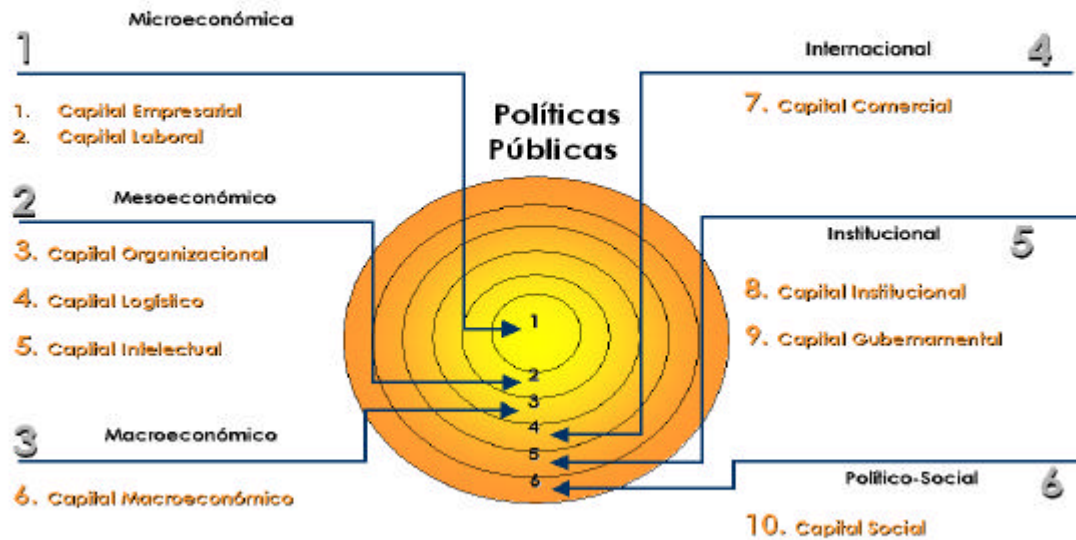 Microeconómica
1
1. Capital Empresarial
2. Capital Laboral
Mesoeconómico
2
3. Capital Organizacional
4. Capital Logístico
5. Capital Intelectual
Macroeconómico
3
6. Capital Macroeconómico
Políticas
Públicas
1
2
3
4
5
6
Internacional
4
7. Capital Comercial
Institucional
5
8. Capital Institucional
9. Capital Gubernamental
Político-Social
6
10. Capital Social